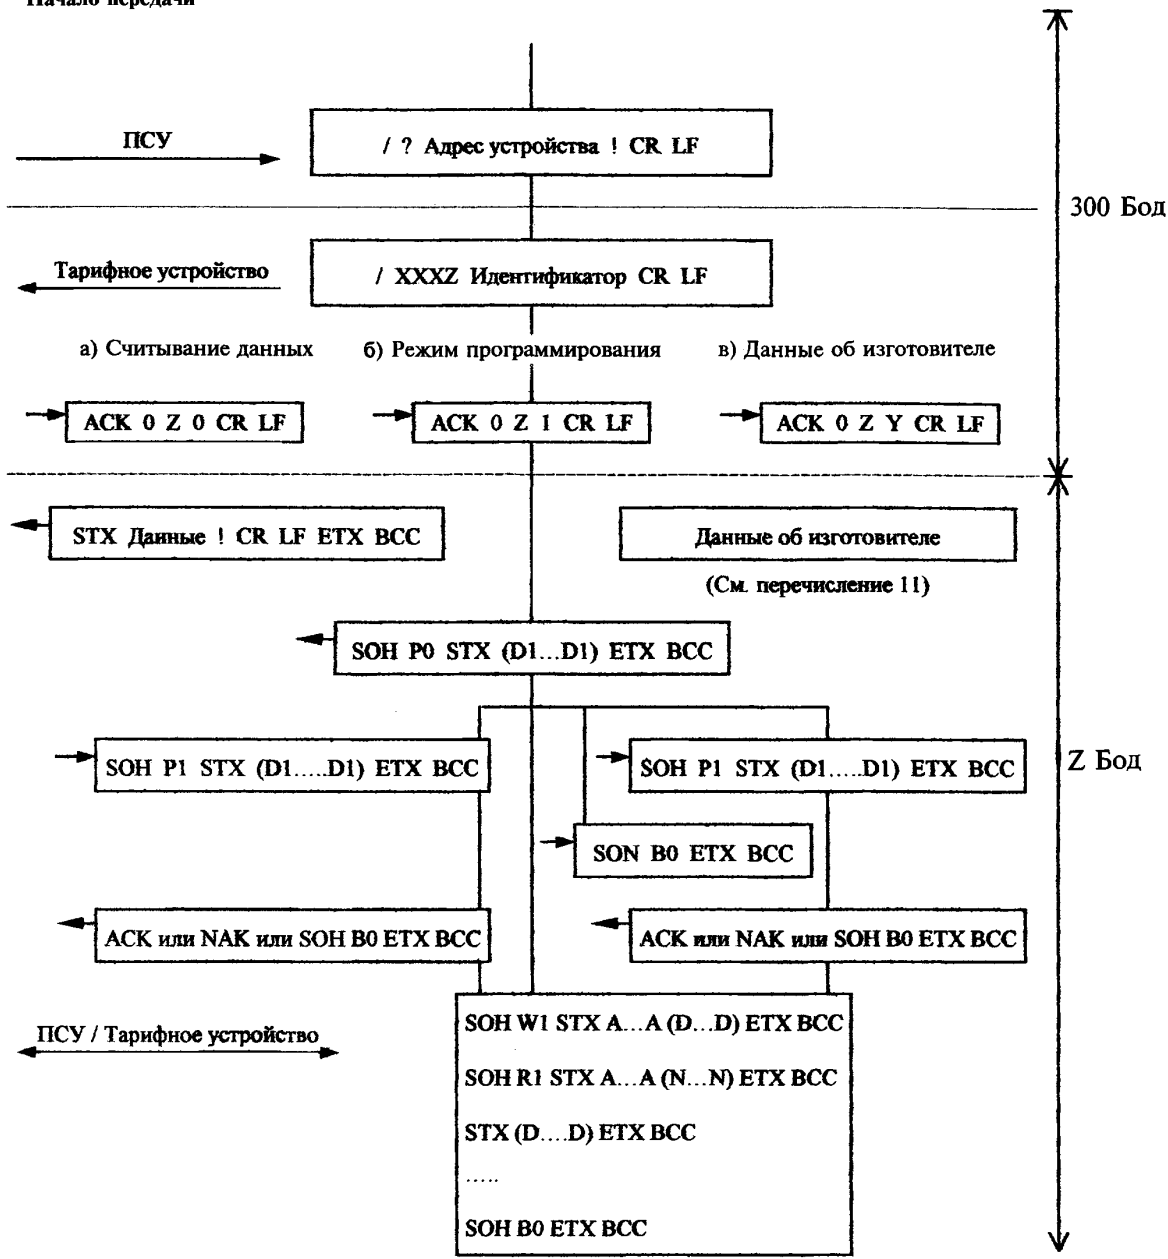 Начало передачи
ПСУ
/ ? Адрес устройства ! CR LF
300 Бод
Тарифное устройство
/ XXXZ Идентификатор CR LF
а) Считывание данных
б) Режим программирования
в) Данные об изготовителе
ACK 0 Z 0 CR LF
ACK 0 Z 1 CR LF
ACK 0 Z Y CR LF
STX Данные ! CR LF ETX BCC
Данные об изготовителе
(См. перечисление 11)
SOH P0 STX (D1...D1) ETX BCC
SOH P1 STX (D1.....D1) ETX BCC
SOH P1 STX (D1.....D1) ETX BCC
Z Бод
SON B0 ETX BCC
ACK или NAK или SOH B0 ETX BCC
ACK или NAK или SOH B0 ETX BCC
SOH W1 STX A...A (D...D) ETX BCC
ПСУ / Тарифное устройство
SOH R1 STX A...A (N...N) ETX BCC
STX (D....D) ETX BCC
.....
SOH B0 ETX BCC